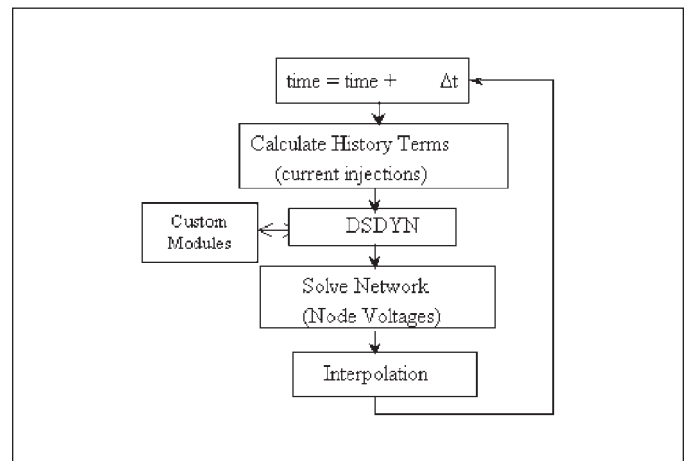 time = time + Δt
Calculate History Terms
(current injections)
Custom
Modules
DSDYN
Solve Network
(Node Voltages)
Interpolation